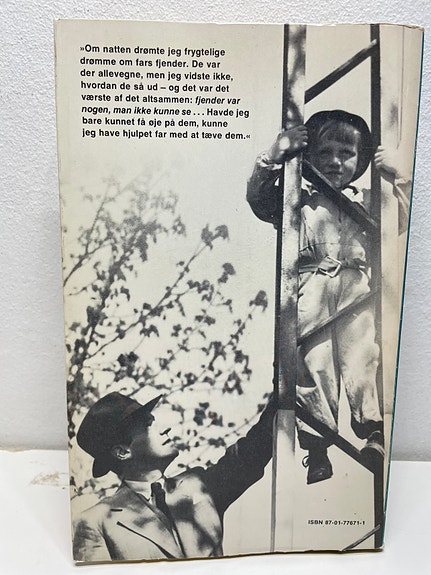 »Om natten drømte jeg frygtelige
drømme om fars fjender. De var
der allevegne, men jeg vidste ikke,
hvordan de så ud – og det var det
værste af det altsammen: fjender var
nogen, man ikke kunne se . . . Havde jeg
bare kunnet få øje på dem, kunne
jeg have hjulpet far med at tæve dem.«
ISBN 87-01-77671-1